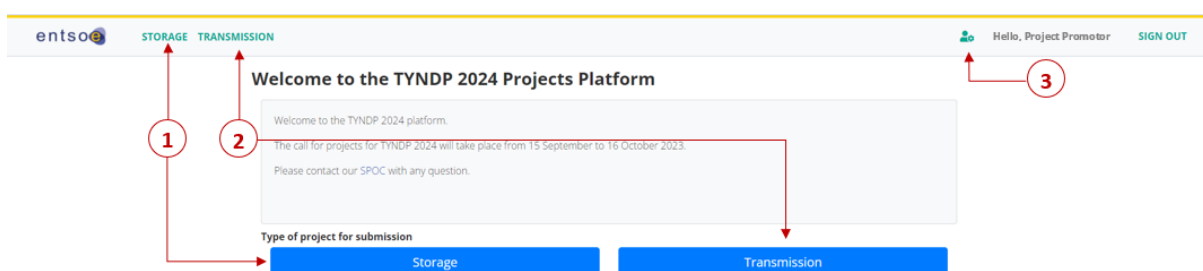 entsoe STORAGE TRANSMISSION Hello, Project Promotor SIGN OUT
3
Welcome to the TYNDP 2024 Projects Platform
Welcome to the TYNDP 2024 platform.
1 2
The call for projects for TYNDP 2024 will take place from 15 September to 16 October 2023.
Please contact our SPOC with any question.
Type of project for submission
Storage Transmission